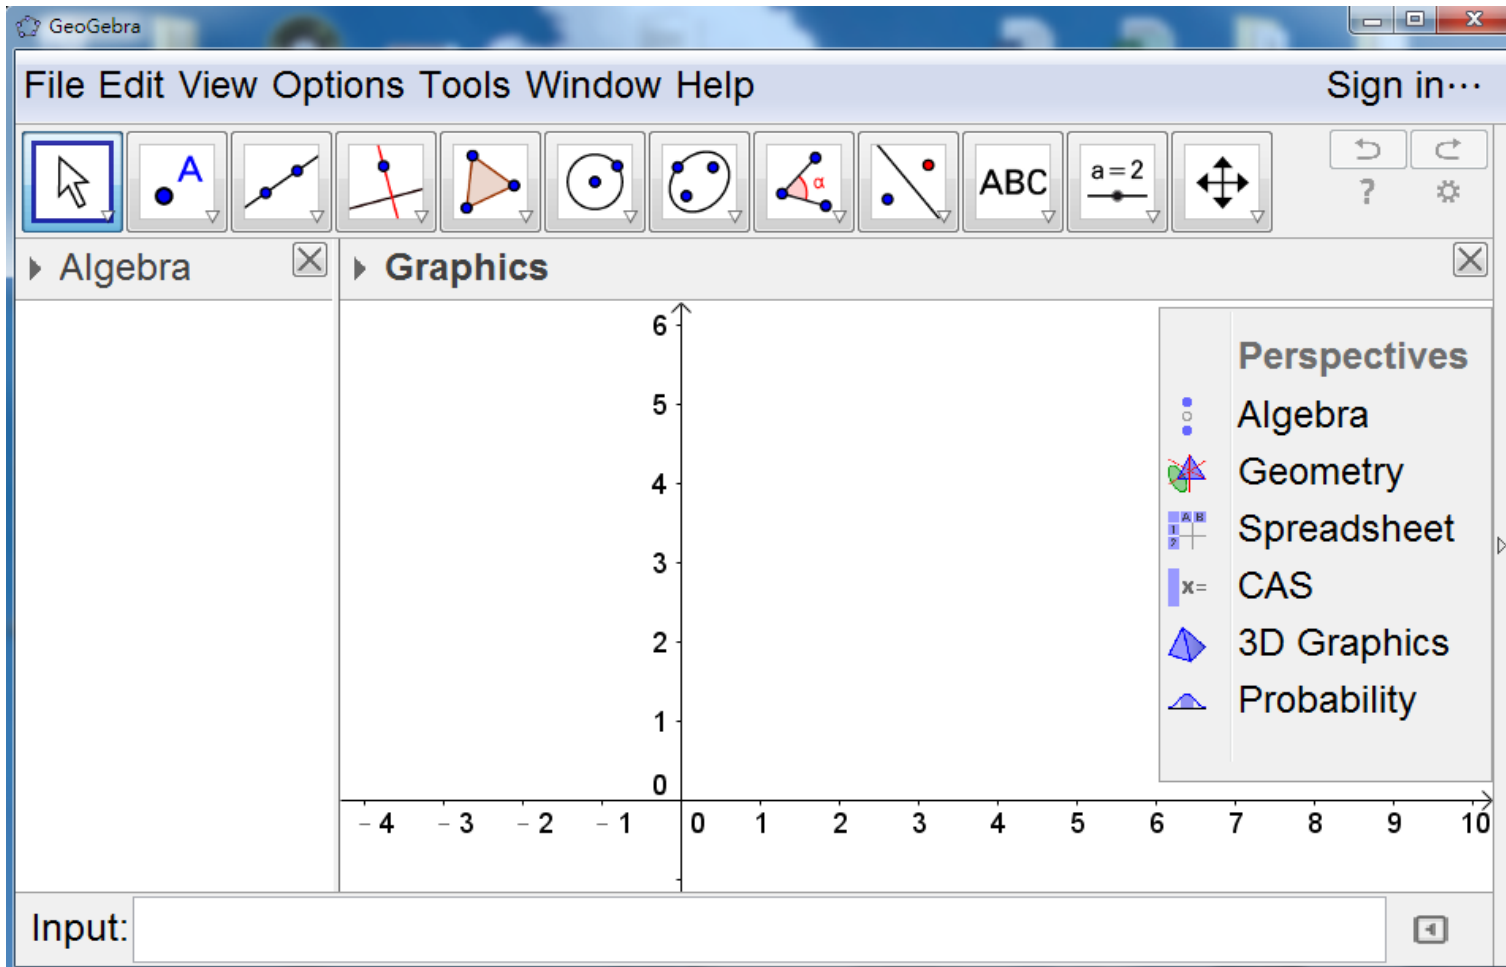 GeoGebra
File Edit View Options Tools Window Help Sign in...
A α ABC a = 2 ?
Algebra Graphics
6
Perspectives
5 Algebra
4 Geometry
A B
1
2
Spreadsheet
3 x= CAS
2 3D Graphics
1 Probability
0
-4 -3 -2 -1 0 1 2 3 4 5 6 7 8 9 10
Input: